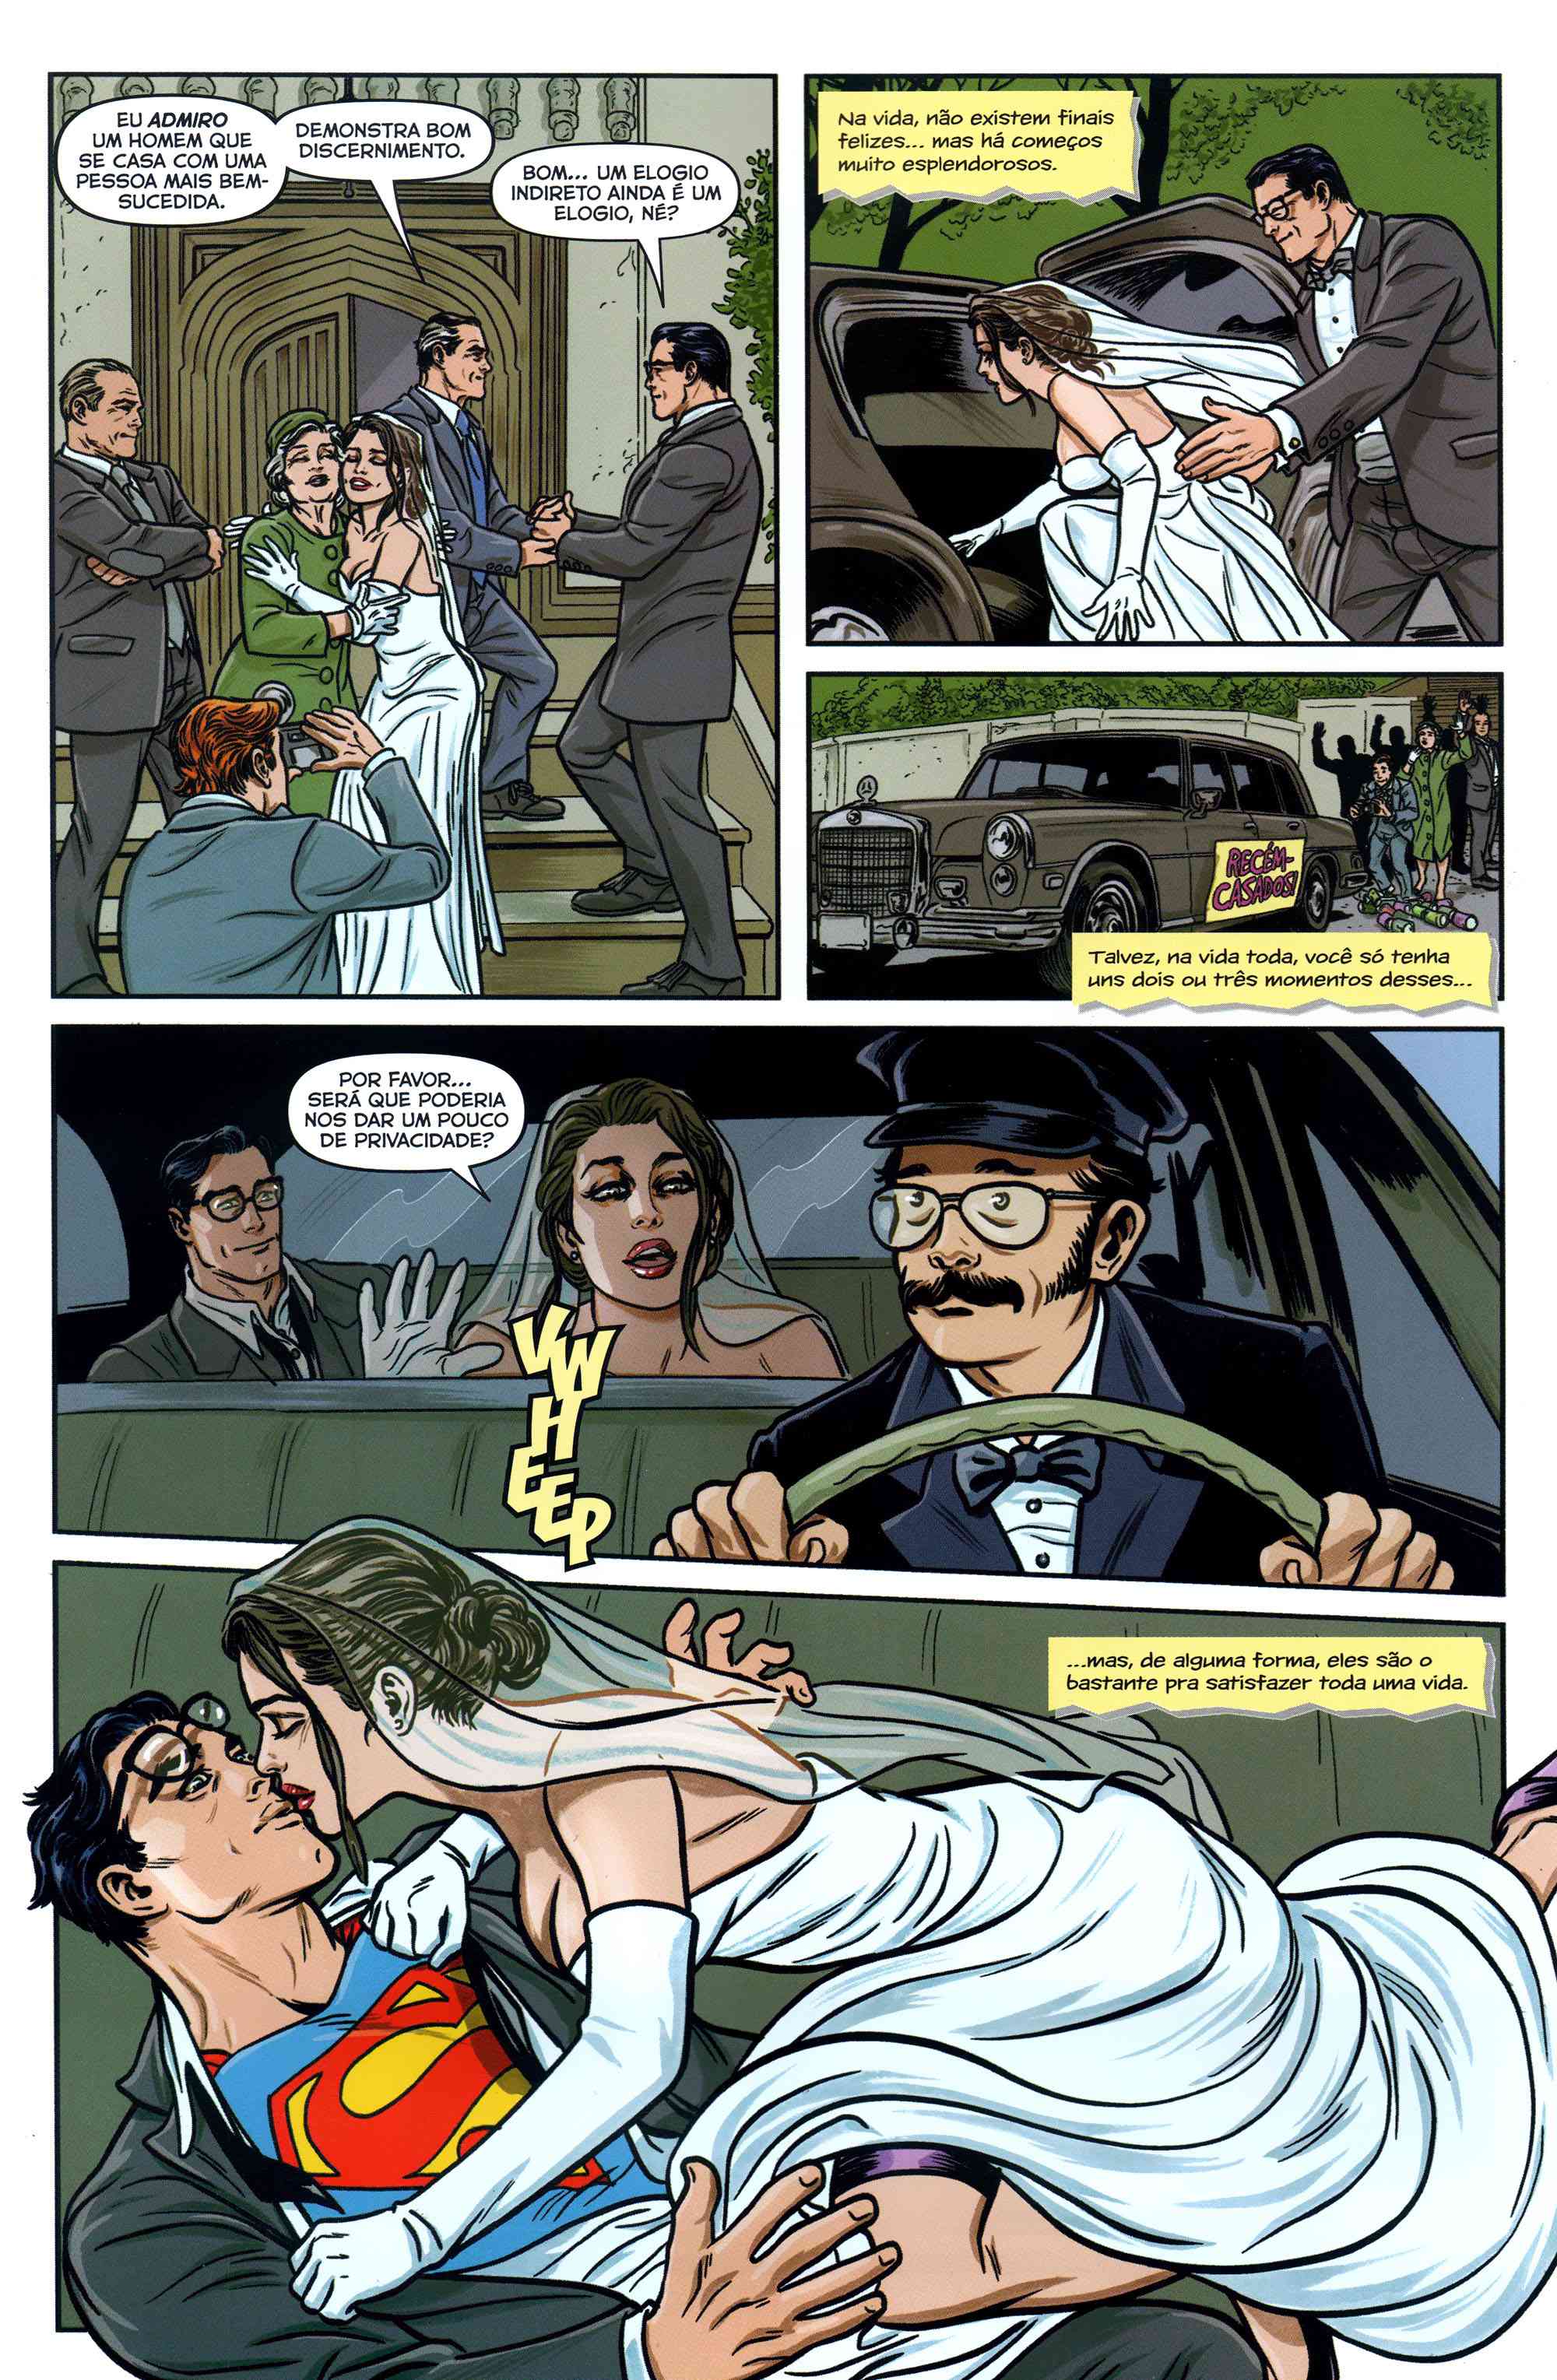 EU ADMIRO
UM HOMEM QUE
SE CASA COM UMA
PESSOA MAIS BEM-
SUCEDIDA.
DEMONSTRA BOM
DISCERNIMENTO.
BOM... UM ELOGIO
INDIRETO AINDA É UM
ELOGIO, NÉ?
Na vida, não existem finais
felizes... mas há começos
muito esplendorosos.
RECÉM-
CASADOS!
Talvez, na vida toda, você só tenha
uns dois ou três momentos desses...
POR FAVOR...
SERÁ QUE PODERIA
NOS DAR UM POUCO
DE PRIVACIDADE?
VWHEEP
...mas, de alguma forma, eles são o
bastante pra satisfazer toda uma vida.
S